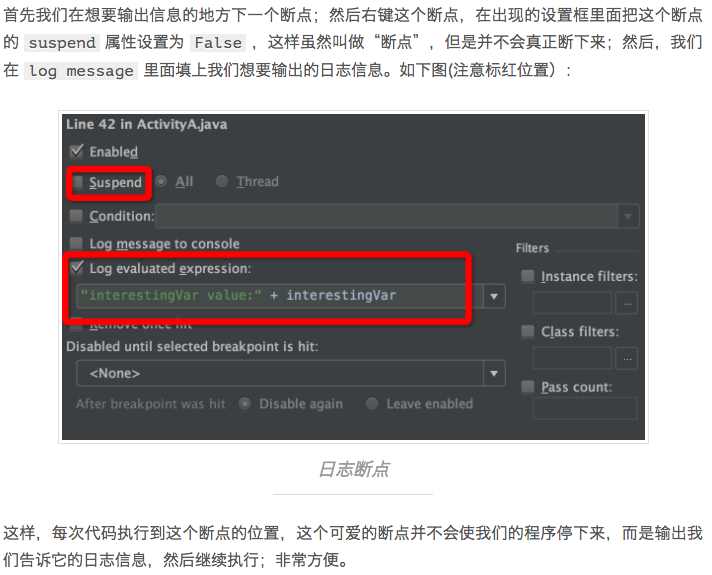 首先我们在想要输出信息的地方下一个断点；然后右键这个断点，在出现的设置框里面把这个断点
的 suspend 属性设置为 False ，这样虽然叫做“断点”，但是并不会真正断下来；然后，我们
在 log message 里面填上我们想要输出的日志信息。如下图(注意标红位置）：
Line 42 in ActivityA.java
Enabled
Suspend All Thread
Condition:
Log message to console
Filters
Log evaluated expression:
Instance filters:
"interestingVar value:" + interestingVar
...
Remove once hit
Class filters:
Disabled until selected breakpoint is hit:
...
<None>
Pass count:
After breakpoint was hit Disable again Leave enabled
日志断点
这样，每次代码执行到这个断点的位置，这个可爱的断点并不会使我们的程序停下来，而是输出我
们告诉它的日志信息，然后继续执行；非常方便。